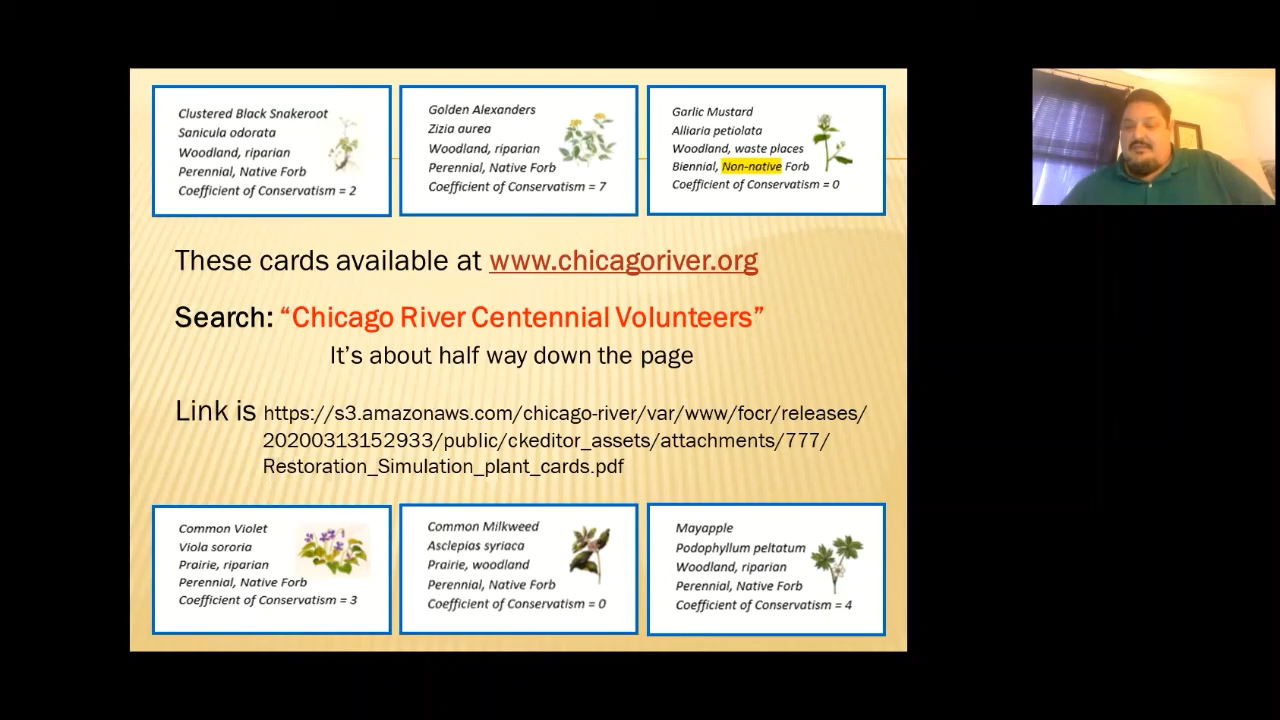 Clustered Black Snakeroot
Sanicula odorata
Woodland, riparian
Perennial, Native Forb
Coefficient of Conservatism = 2
Golden Alexanders
Zizia aurea
Woodland, riparian
Perennial, Native Forb
Coefficient of Conservatism = 7
Garlic Mustard
Alliaria petiolata
Woodland, waste places
Biennial, Non-native Forb
Coefficient of Conservatism = 0
These cards available at www.chicagoriver.org
Search: “Chicago River Centennial Volunteers”
It’s about half way down the page
Link is https://s3.amazonaws.com/chicago-river/var/www/focr/releases/
20200313152933/public/ckeditor_assets/attachments/777/
Restoration_Simulation_plant_cards.pdf
Common Violet
Viola sororia
Prairie, riparian
Perennial, Native Forb
Coefficient of Conservatism = 3
Common Milkweed
Asclepias syriaca
Prairie, woodland
Perennial, Native Forb
Coefficient of Conservatism = 0
Mayapple
Podophyllum peltatum
Woodland, riparian
Perennial, Native Forb
Coefficient of Conservatism = 4